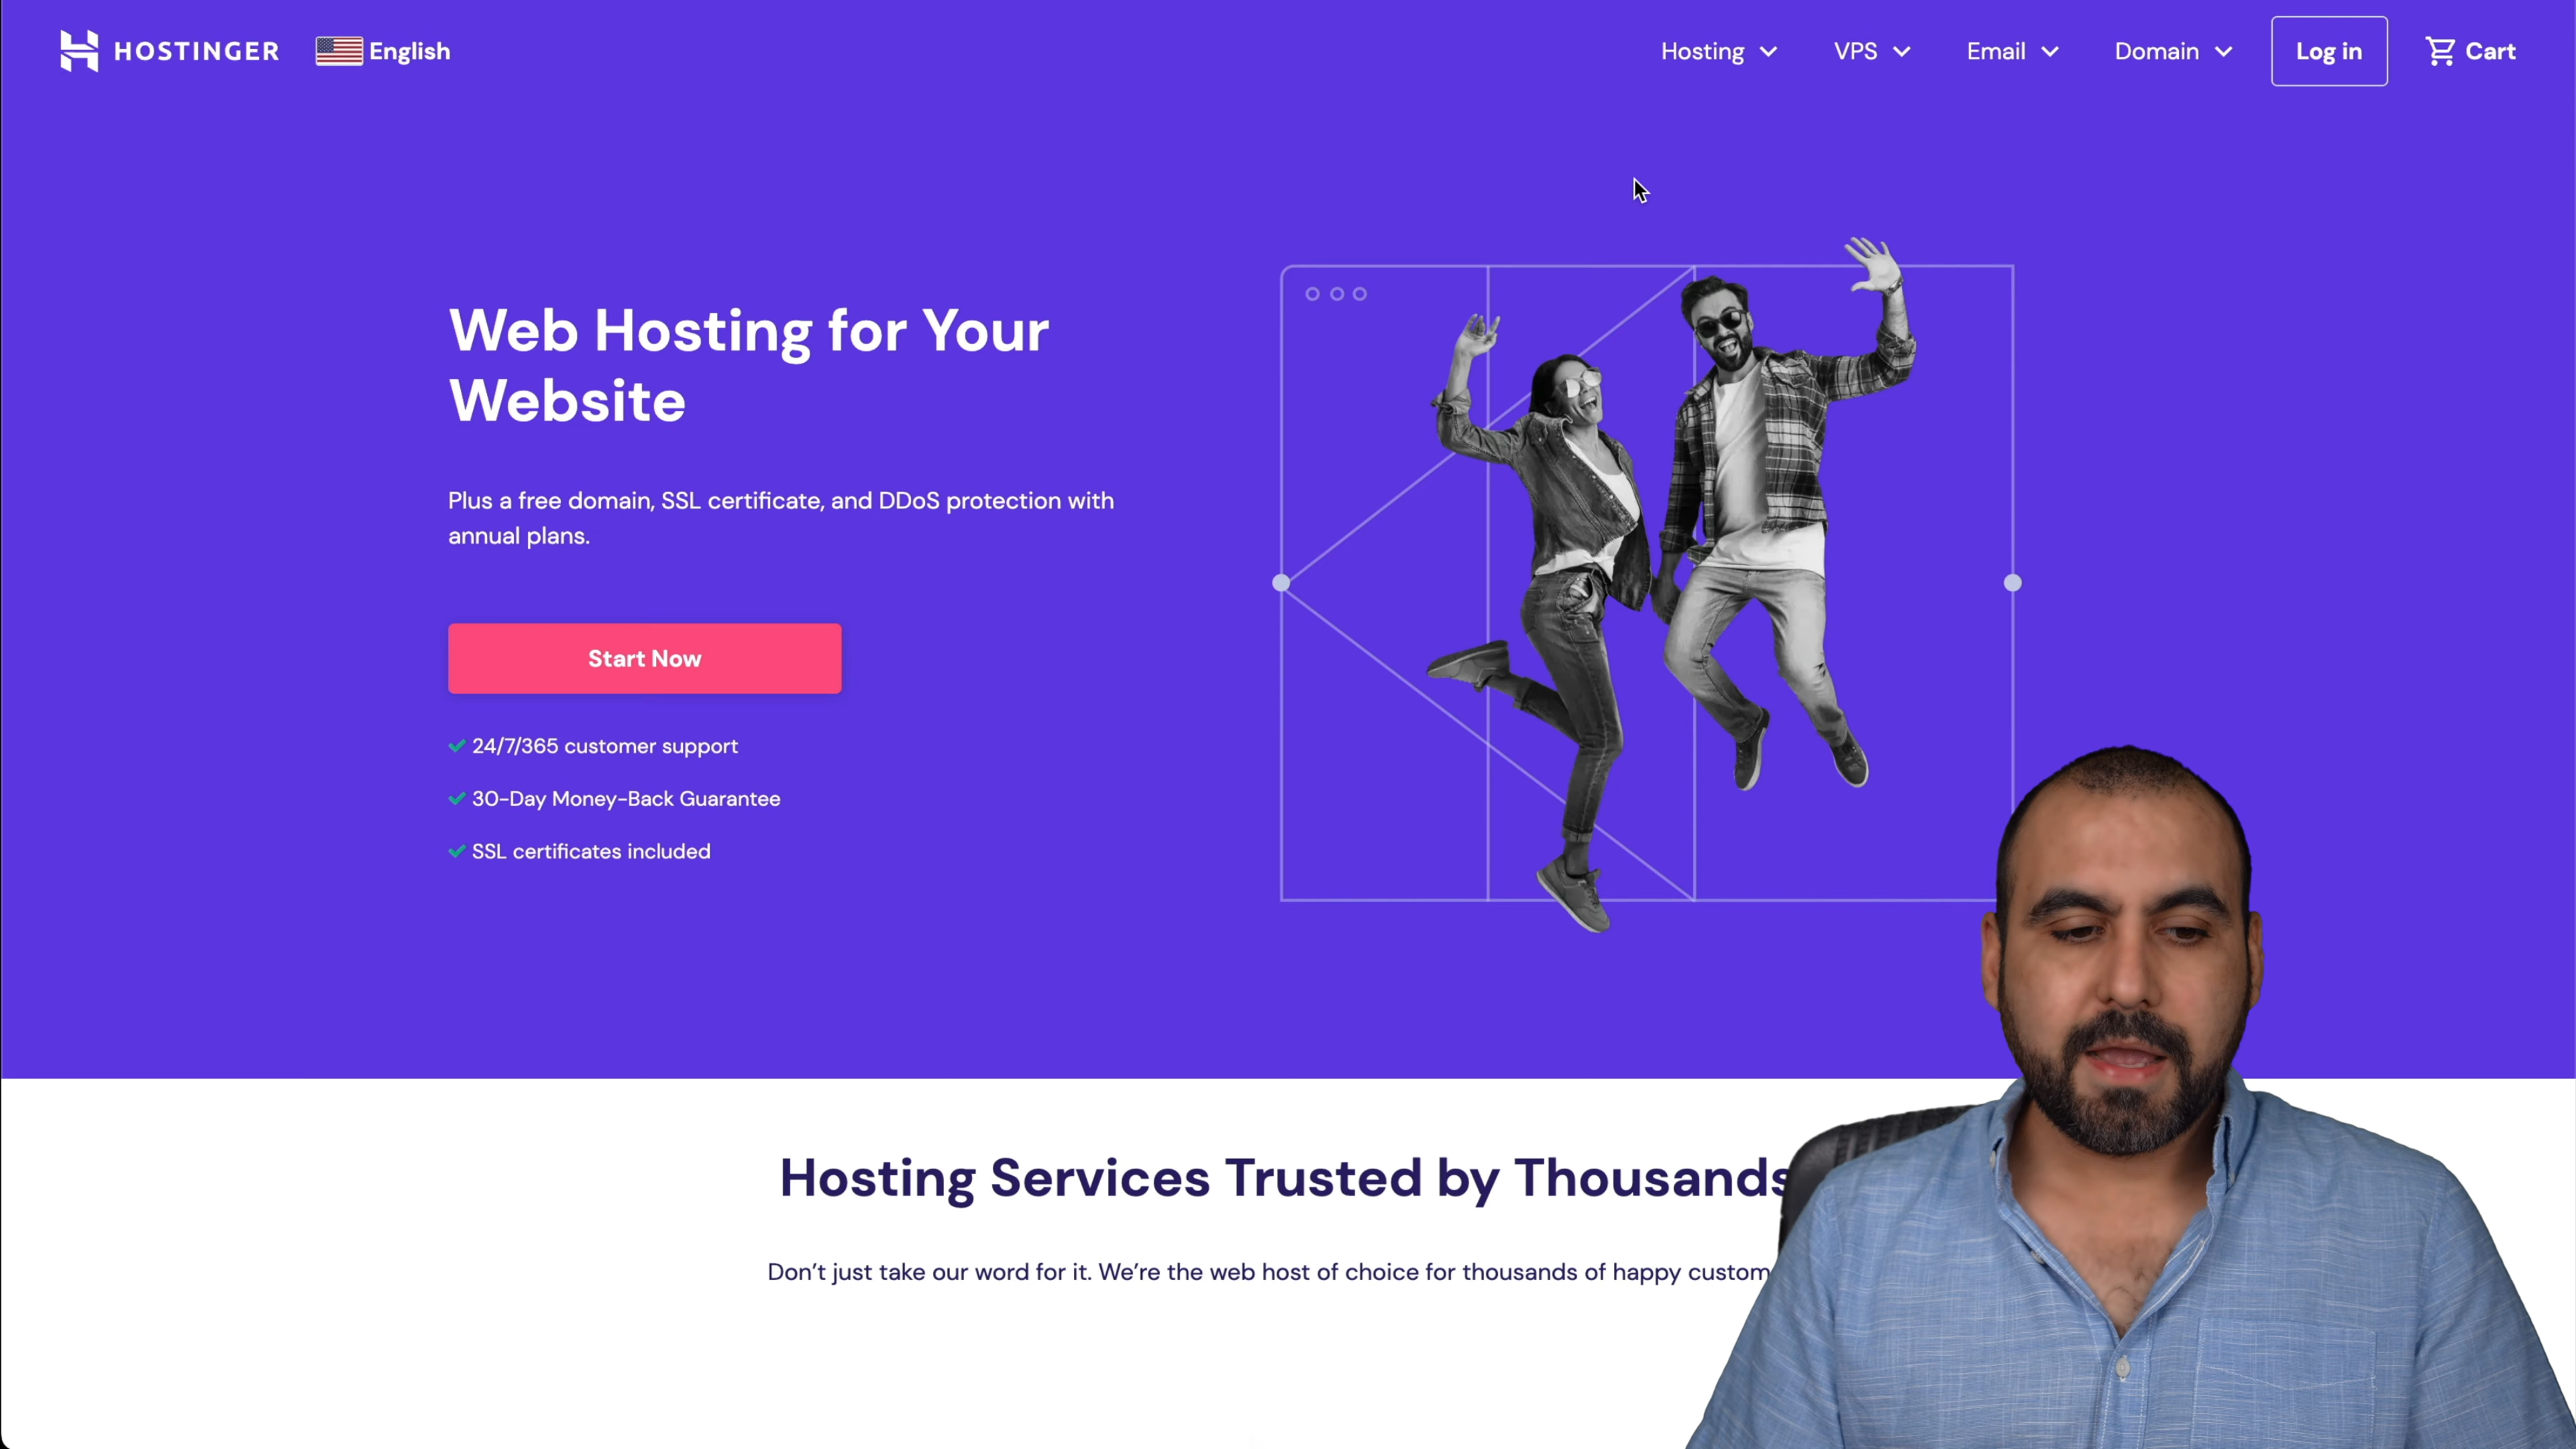 HOSTINGER English Hosting VPS Email Domain Log in Cart
Web Hosting for Your
Website
Plus a free domain, SSL certificate, and DDoS protection with
annual plans.
Start Now
24/7/365 customer support
30-Day Money-Back Guarantee
SSL certificates included
Hosting Services Trusted by Thousands
Don't just take our word for it. We're the web host of choice for thousands of happy custom